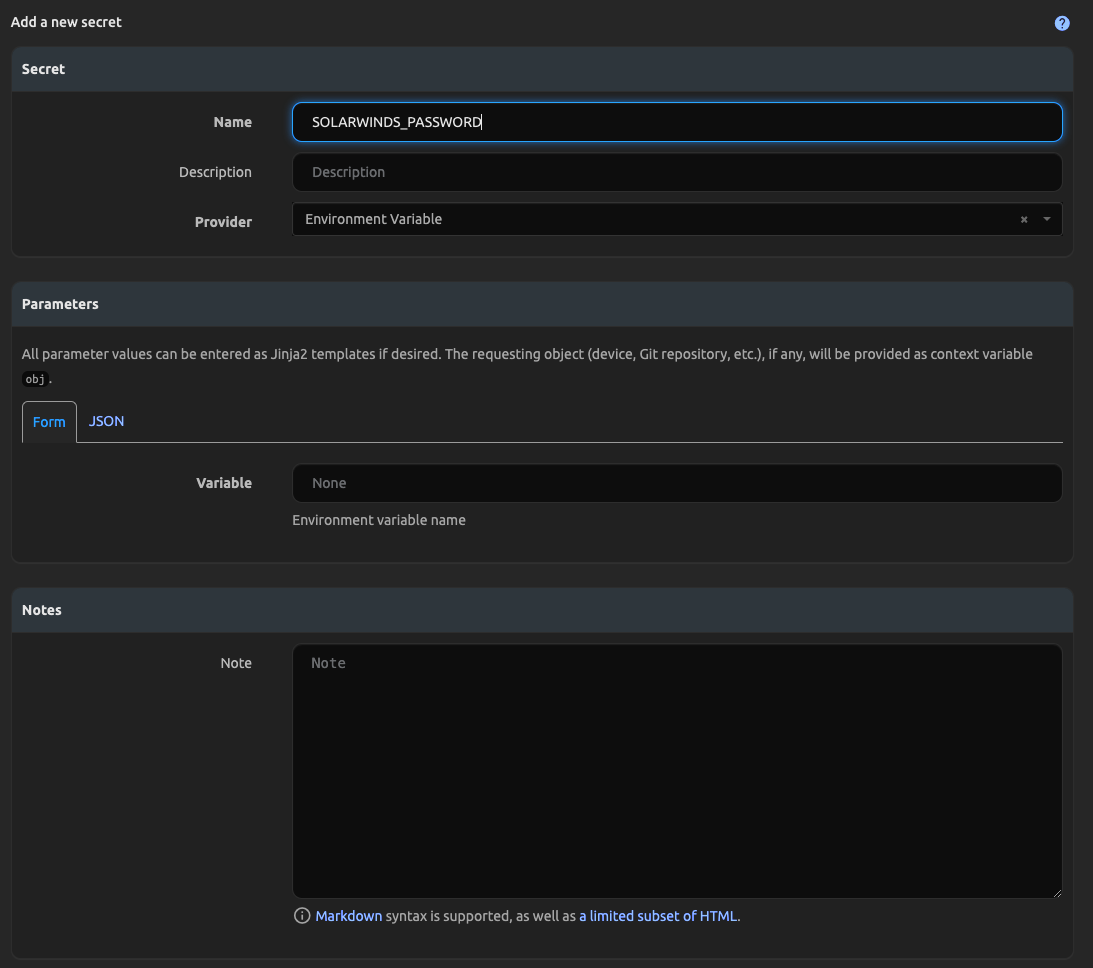 Add a new secret
?
Secret
Name
SOLARWINDS_PASSWORD
Description
Description
Provider
Environment Variable
Parameters
All parameter values can be entered as Jinja2 templates if desired. The requesting object (device, Git repository, etc.), if any, will be provided as context variable
obj.
Form JSON
Variable
None
Environment variable name
Notes
Note
Note
Markdown syntax is supported, as well as a limited subset of HTML.